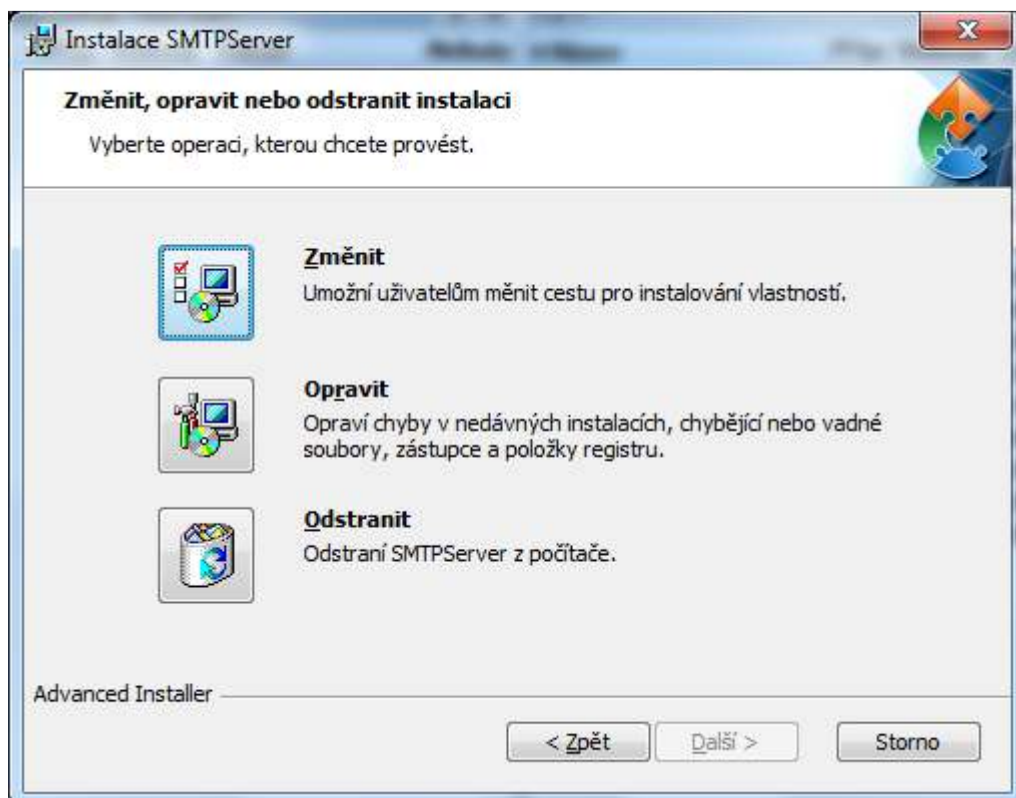 Instalace SMTPServer
Změnit, opravit nebo odstranit instalaci
Vyberte operaci, kterou chcete provést.
Změnit
Umožní uživatelům měnit cestu pro instalování vlastností.
Opravit
Opraví chyby v nedávných instalacích, chybějící nebo vadné
soubory, zástupce a položky registru.
Odstranit
Odstraní SMTPServer z počítače.
Advanced Installer
< Zpět
Další >
Storno